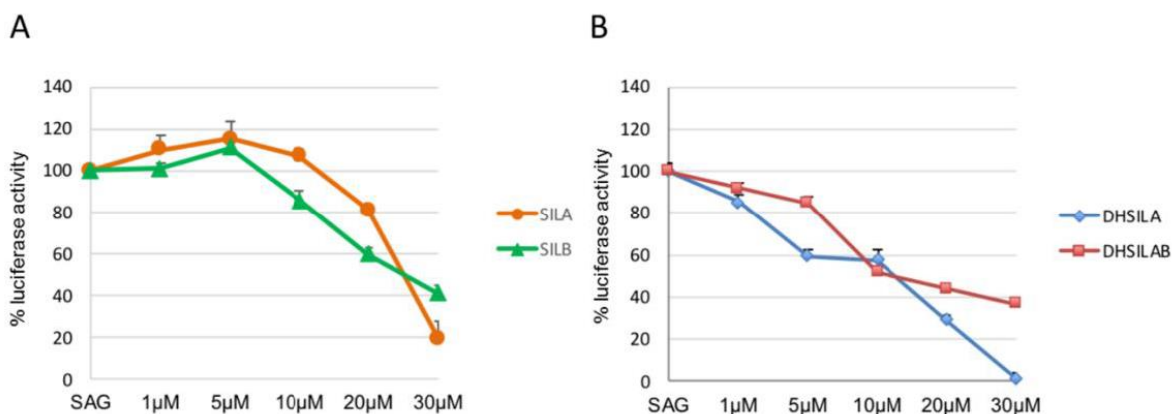 A
% luciferase activity
140
120
100
80
60
40
20
0
SAG 1μM 5μM 10μM 20μM 30μM
SILA
SILB
B
% luciferase activity
140
120
100
80
60
40
20
0
SAG 1μM 5μM 10μM 20μM 30μM
DHSILA
DHSILAB